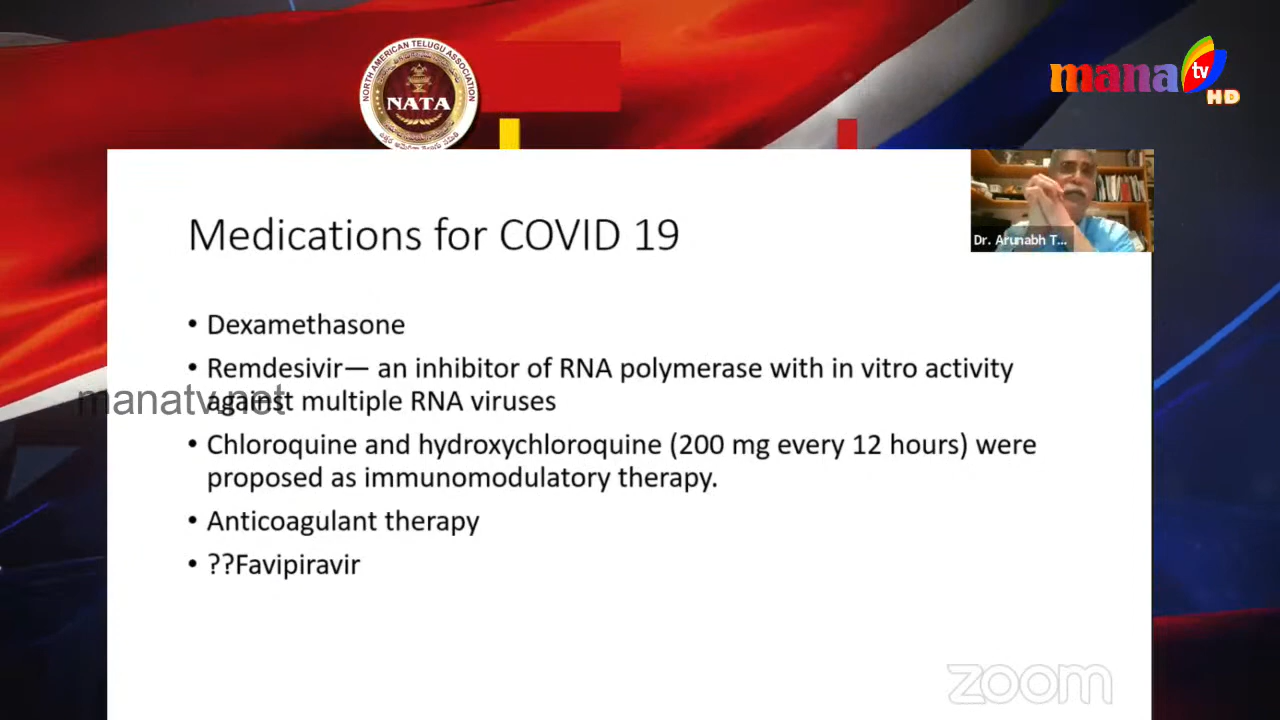 NORTH AMERICAN TELUGU ASSOCIATION
NATA
mana tv
HD
Dr. Arunabh T...
Medications for COVID 19
• Dexamethasone
• Remdesivir— an inhibitor of RNA polymerase with in vitro activity
against multiple RNA viruses
manatv.net
• Chloroquine and hydroxychloroquine (200 mg every 12 hours) were
proposed as immunomodulatory therapy.
• Anticoagulant therapy
• ??Favipiravir
zoom